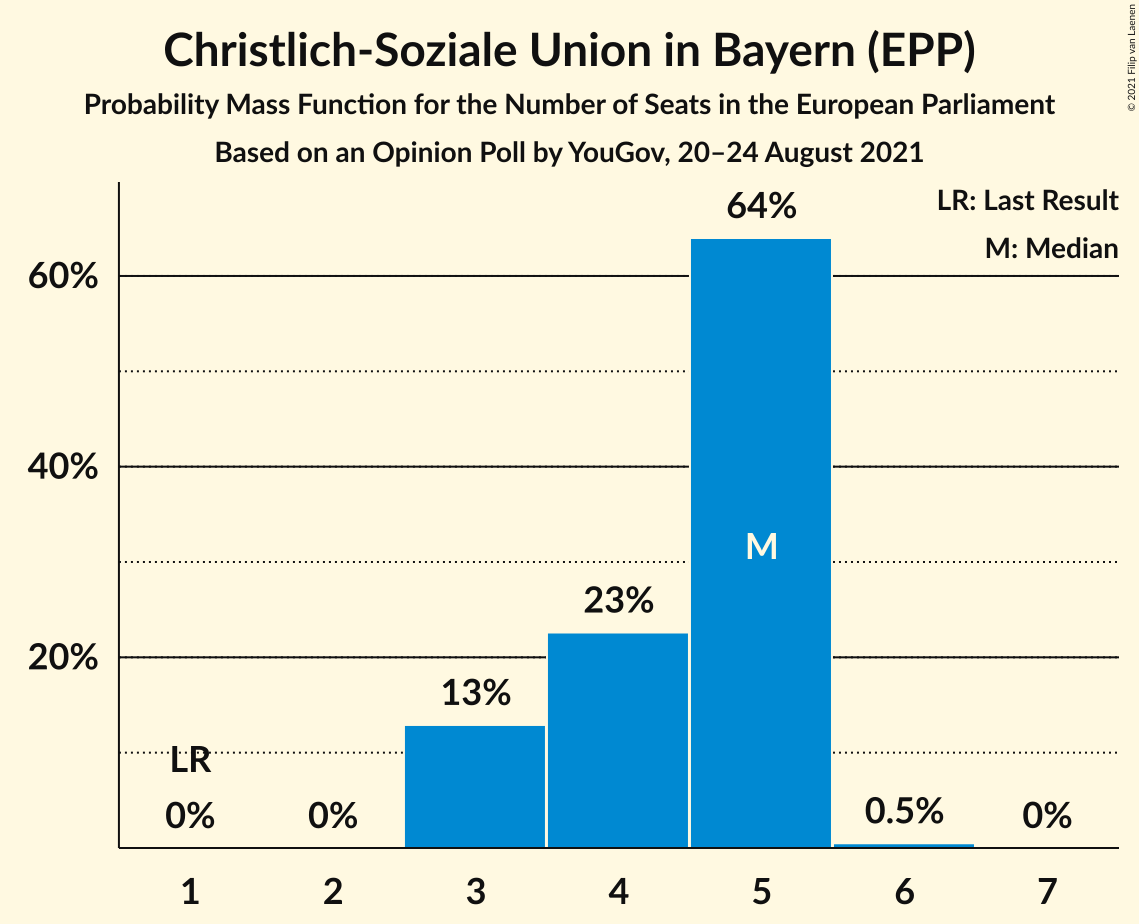 Christlich-Soziale Union in Bayern (EPP)
Probability Mass Function for the Number of Seats in the European Parliament
Based on an Opinion Poll by YouGov, 20–24 August 2021
© 2021 Filip van Laenen
LR: Last Result
M: Median
60%
40%
20%
LR
0%
0%
13%
23%
64%
M
0.5%
0%
1 2 3 4 5 6 7